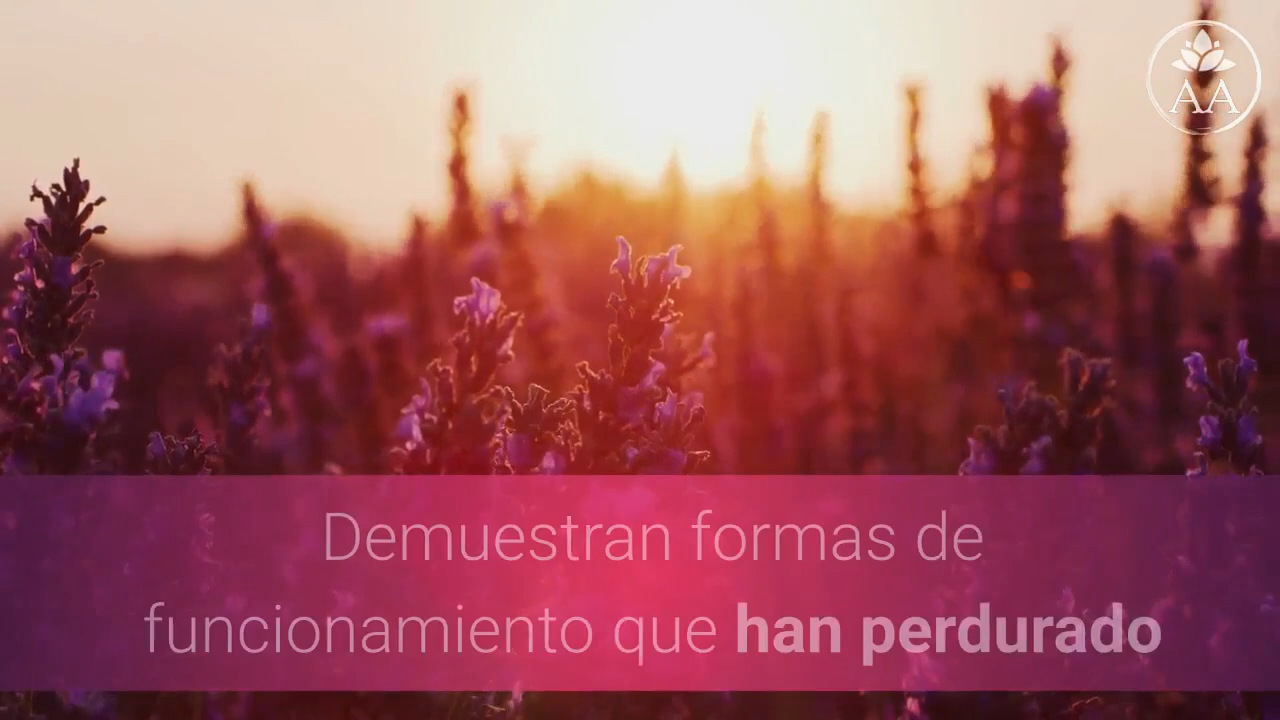 AA
Demuestran formas de
funcionamiento que han perdurado